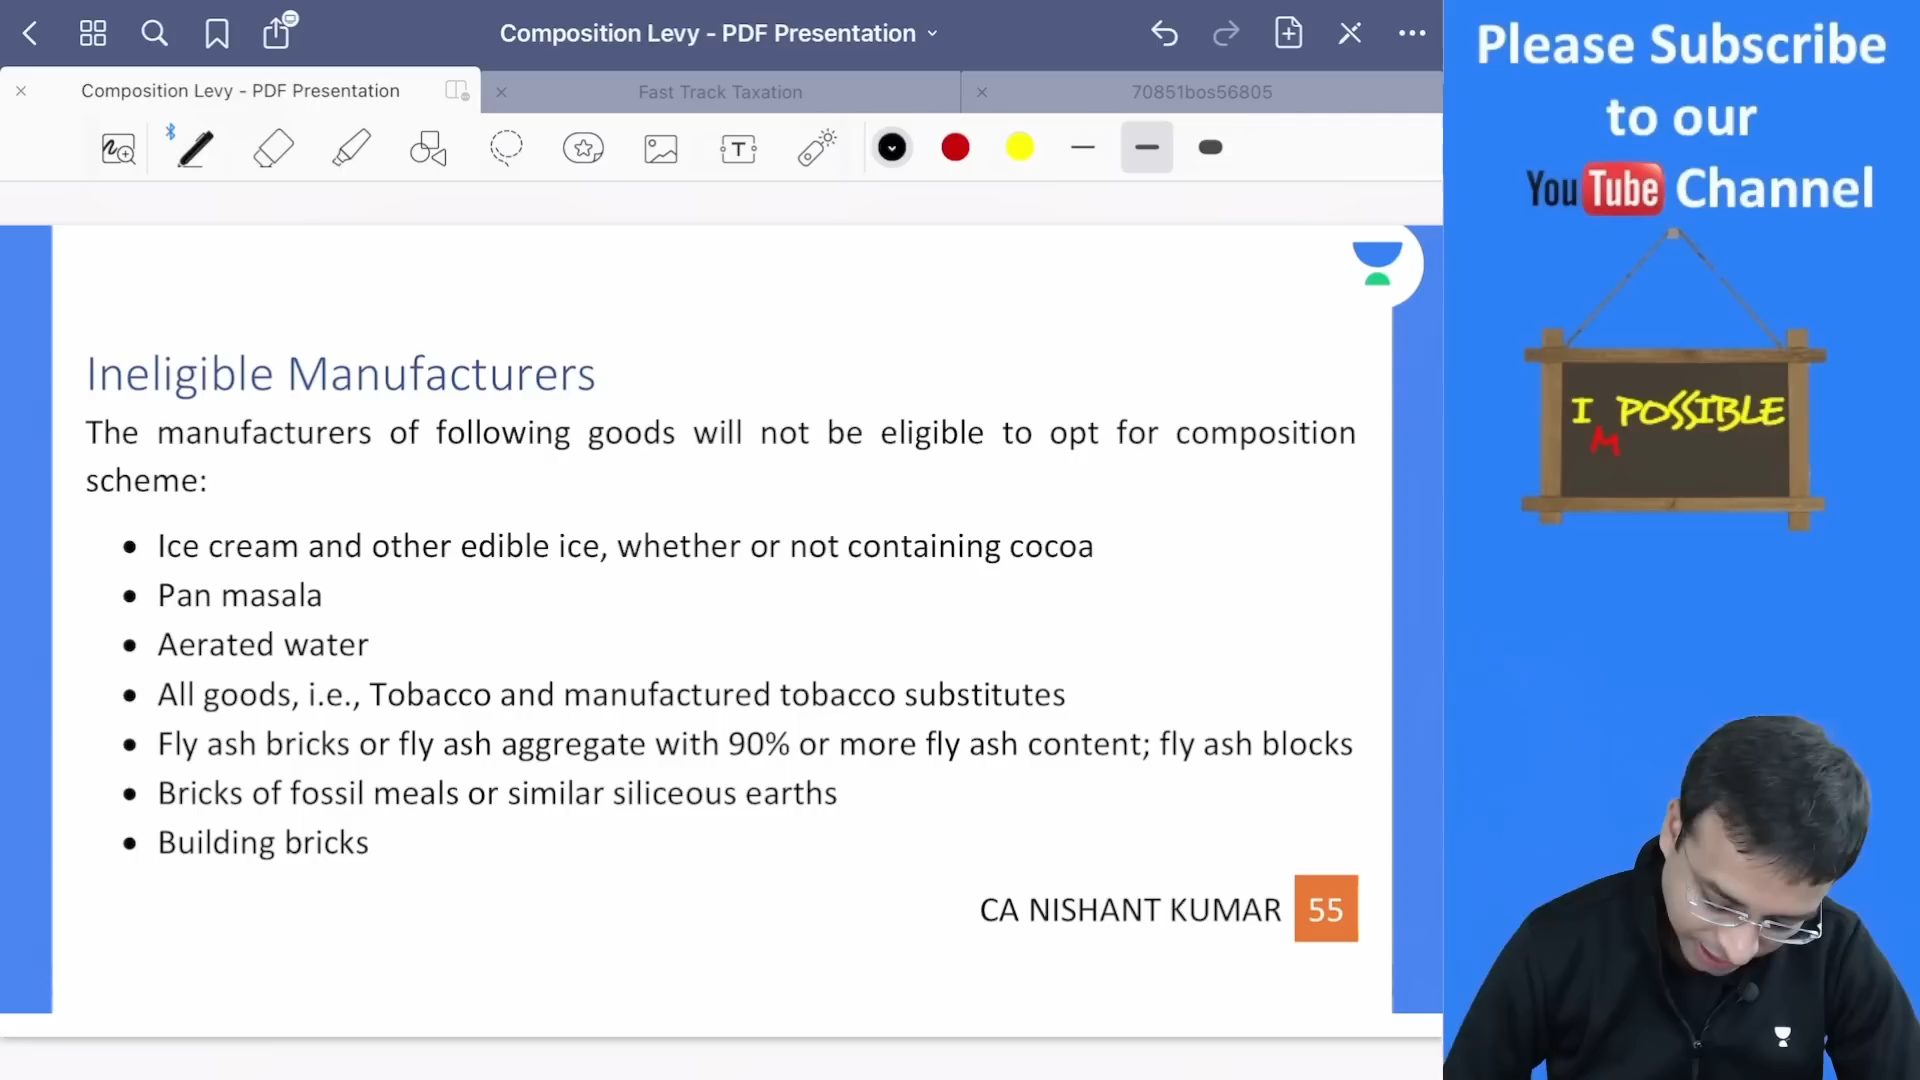 Composition Levy - PDF Presentation
Composition Levy - PDF Presentation
Fast Track Taxation
70851bos56805
T
Please Subscribe
to our
YouTube Channel
I POSSIBLE
M
Ineligible Manufacturers
The manufacturers of following goods will not be eligible to opt for composition
scheme:
• Ice cream and other edible ice, whether or not containing cocoa
• Pan masala
• Aerated water
• All goods, i.e., Tobacco and manufactured tobacco substitutes
• Fly ash bricks or fly ash aggregate with 90% or more fly ash content; fly ash blocks
• Bricks of fossil meals or similar siliceous earths
• Building bricks
CA NISHANT KUMAR 55